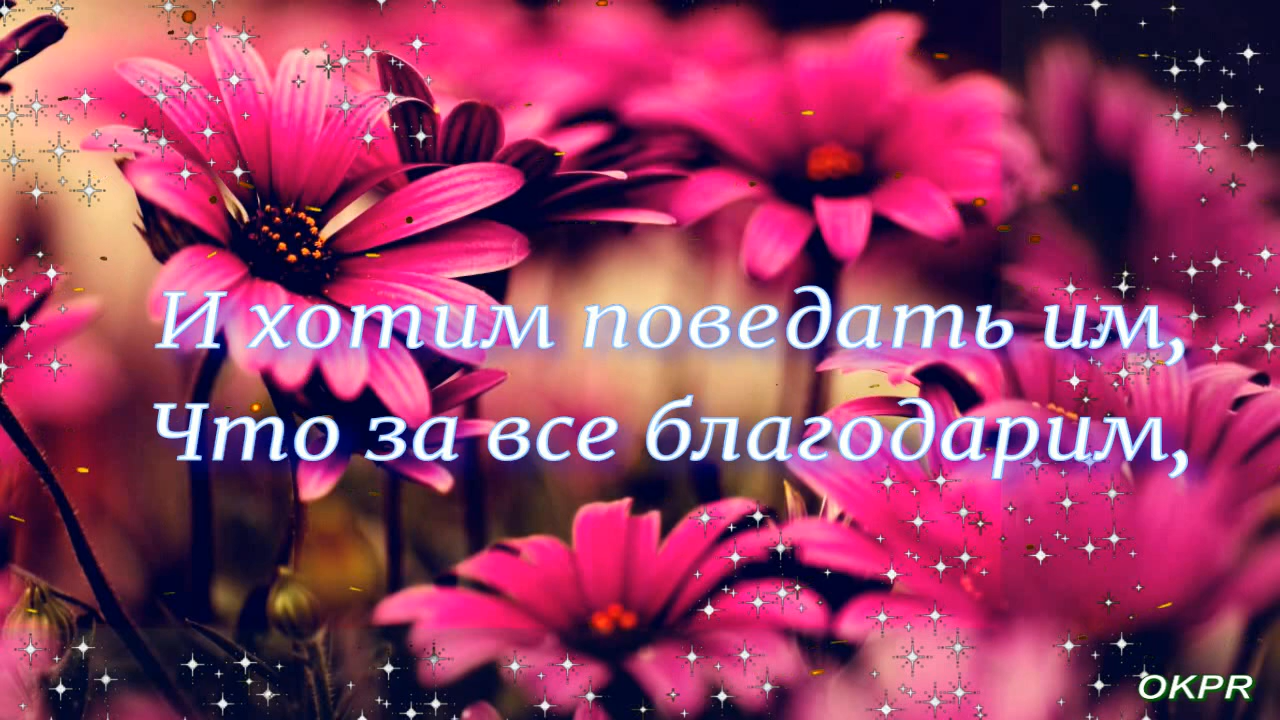 И хотим поведать им,
Что за все благодарим,
OKPR